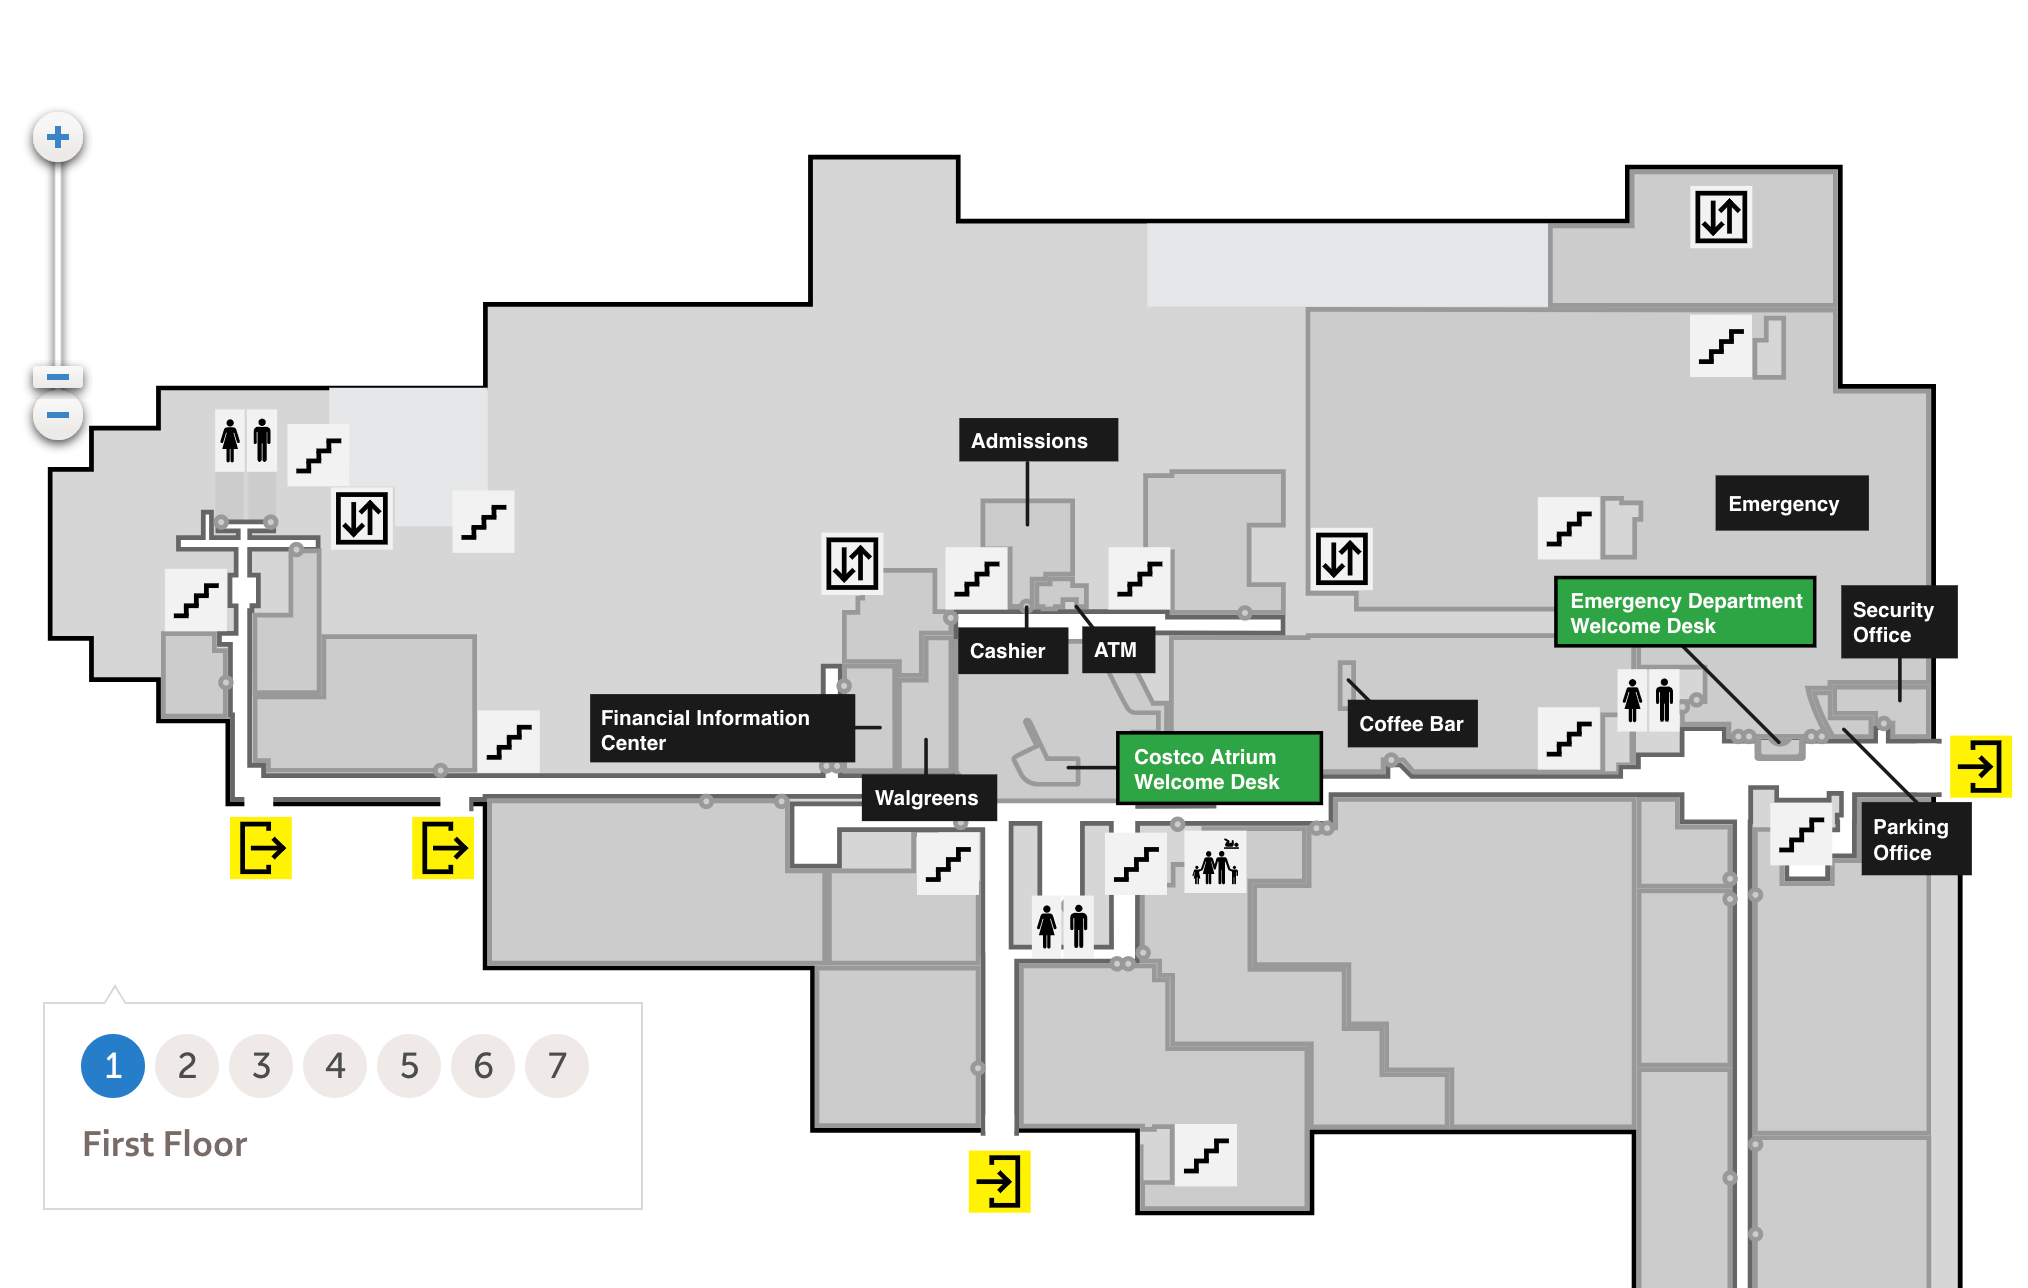 Admissions
Emergency
Emergency Department
Welcome Desk
Security
Office
Cashier
ATM
Financial Information
Center
Coffee Bar
Costco Atrium
Welcome Desk
Walgreens
Parking
Office
1 2 3 4 5 6 7
First Floor